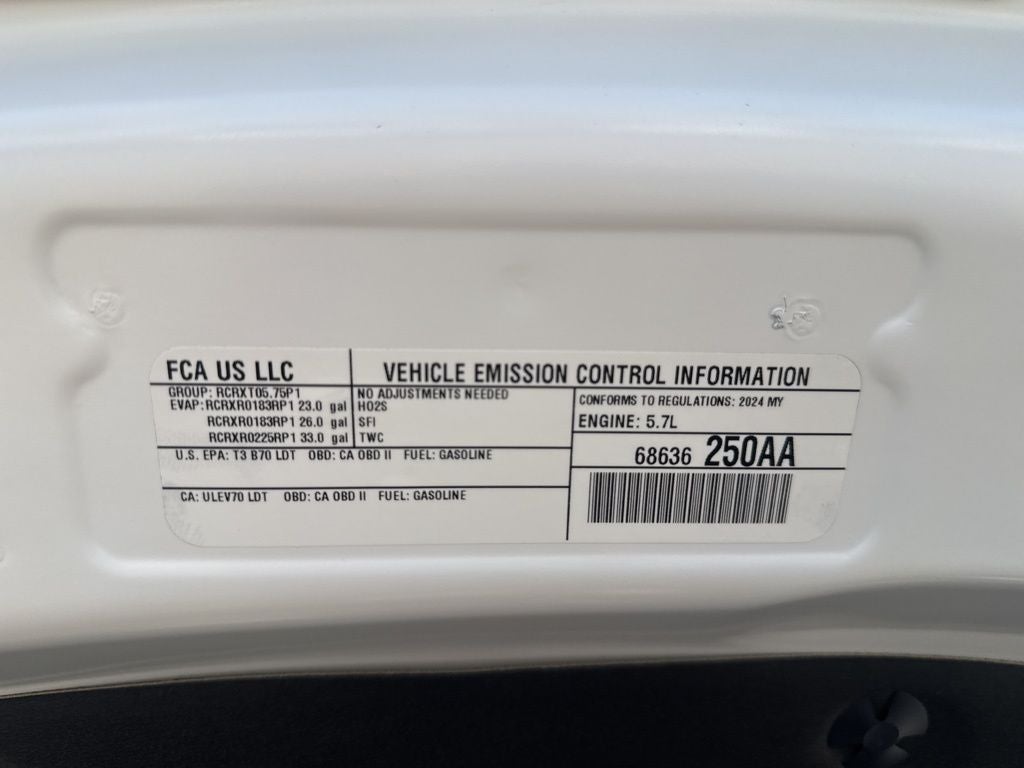 FCA US LLC
VEHICLE EMISSION CONTROL INFORMATION
GROUP: RCRXT05.75P1
EVAP: RCRXR0183RP1 23.0 gal
RCRXR0183RP1 26.0 gal
RCRXR0225RP1 33.0 gal
NO ADJUSTMENTS NEEDED
HO2S
SFI
TWC
U.S. EPA: T3 B70 LDT OBD: CA OBD II FUEL: GASOLINE
CA: ULEV70 LDT OBD: CA OBD II FUEL: GASOLINE
CONFORMS TO REGULATIONS: 2024 MY
ENGINE: 5.7L
68636 250AA